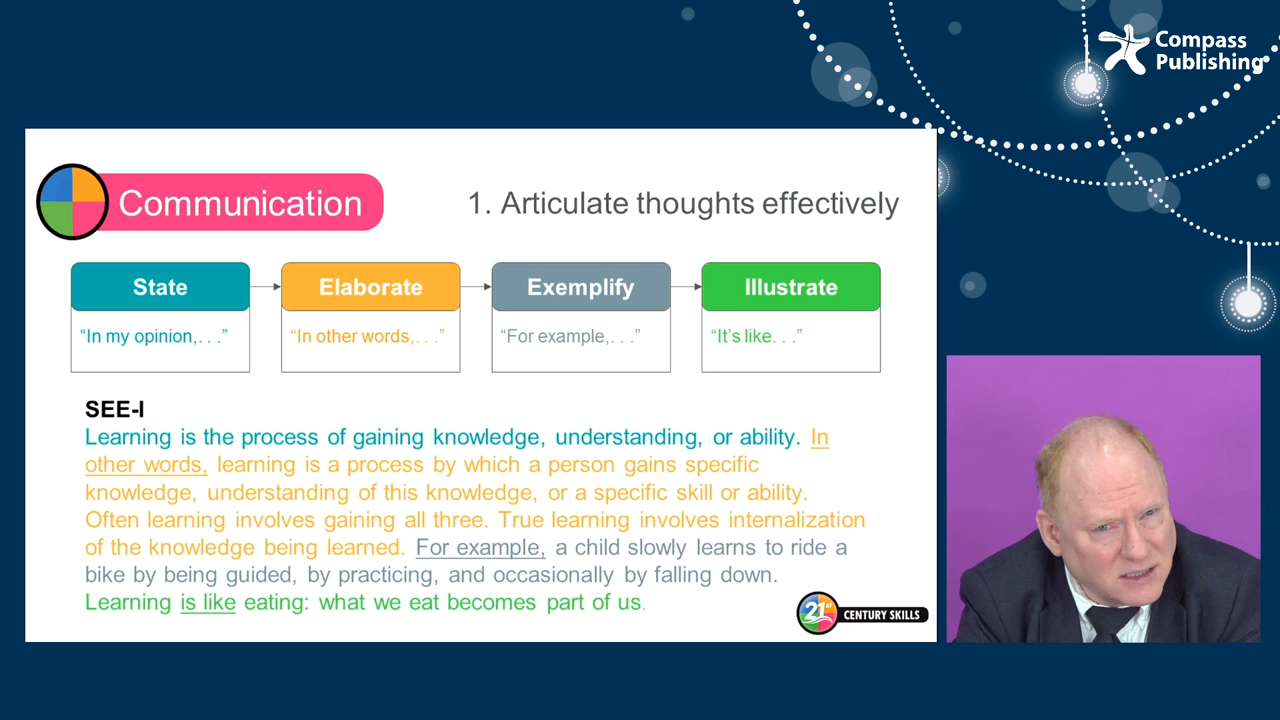 Compass
Publishing
Communication
1. Articulate thoughts effectively
State
Elaborate
Exemplify
Illustrate
“In my opinion,. . .”
“In other words,. . .”
“For example,. . .”
“It’s like. . .”
SEE-I
Learning is the process of gaining knowledge, understanding, or ability. In
other words, learning is a process by which a person gains specific
knowledge, understanding of this knowledge, or a specific skill or ability.
Often learning involves gaining all three. True learning involves internalization
of the knowledge being learned. For example, a child slowly learns to ride a
bike by being guided, by practicing, and occasionally by falling down.
Learning is like eating: what we eat becomes part of us.
21st CENTURY SKILLS